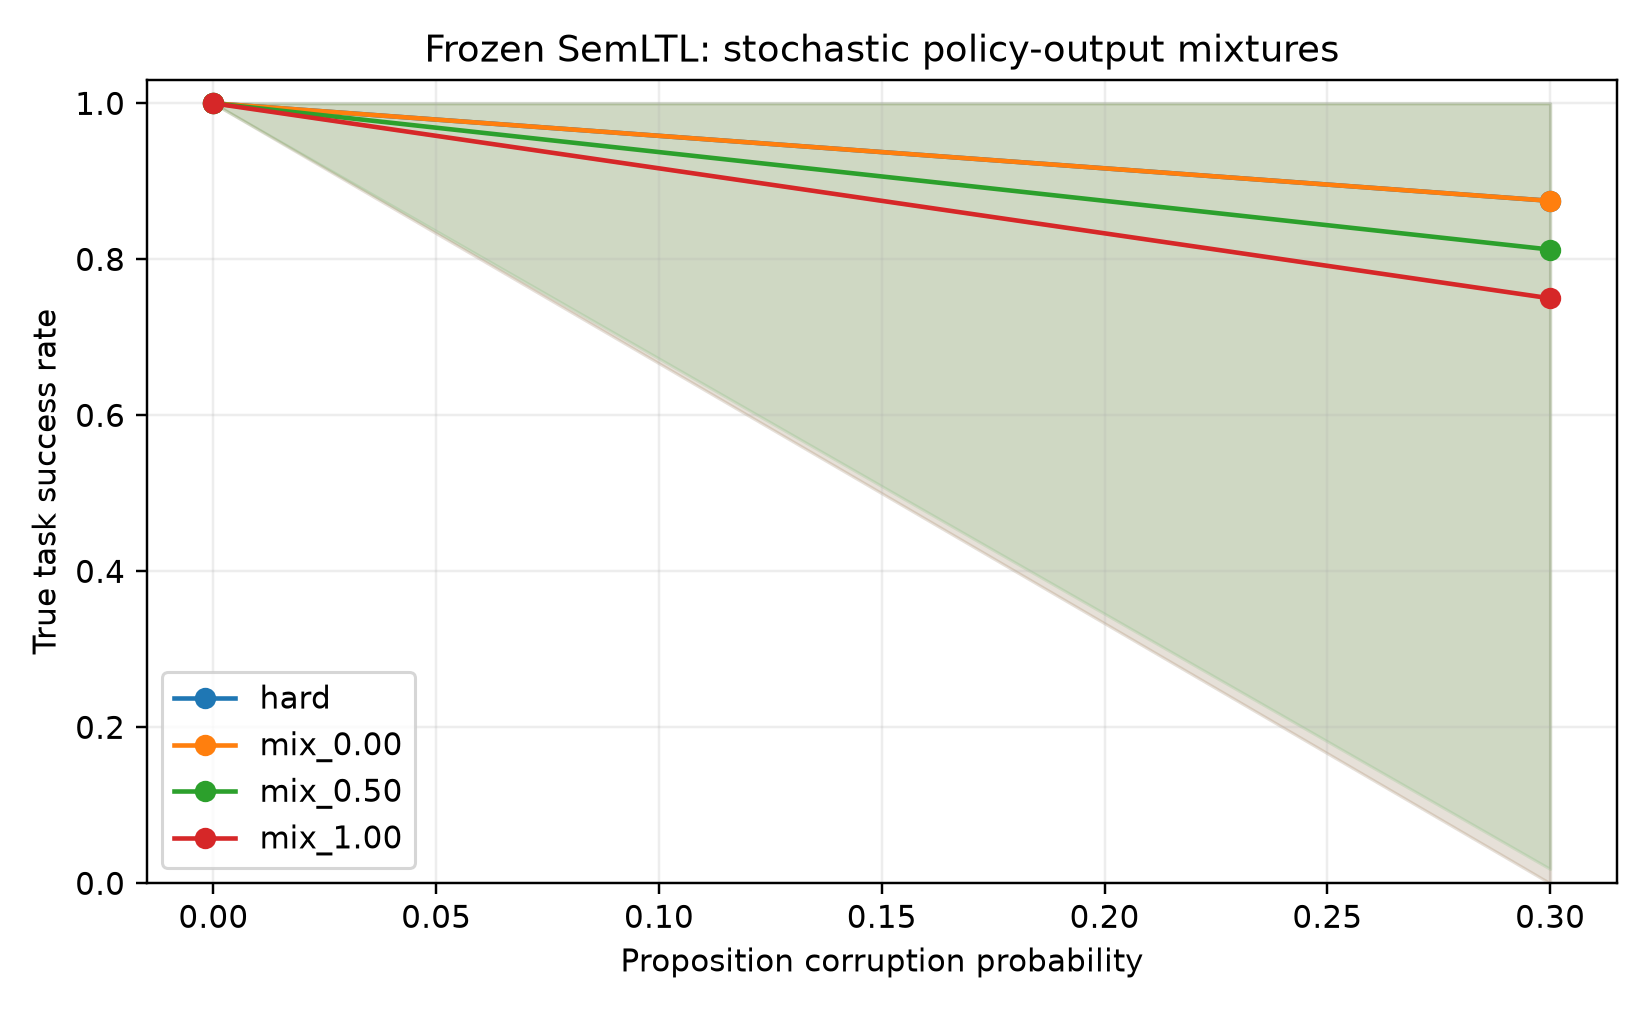 Frozen SemLTL: stochastic policy-output mixtures
True task success rate
1.0
0.8
0.6
0.4
0.2
0.0
hard
mix_0.00
mix_0.50
mix_1.00
0.00 0.05 0.10 0.15 0.20 0.25 0.30
Proposition corruption probability